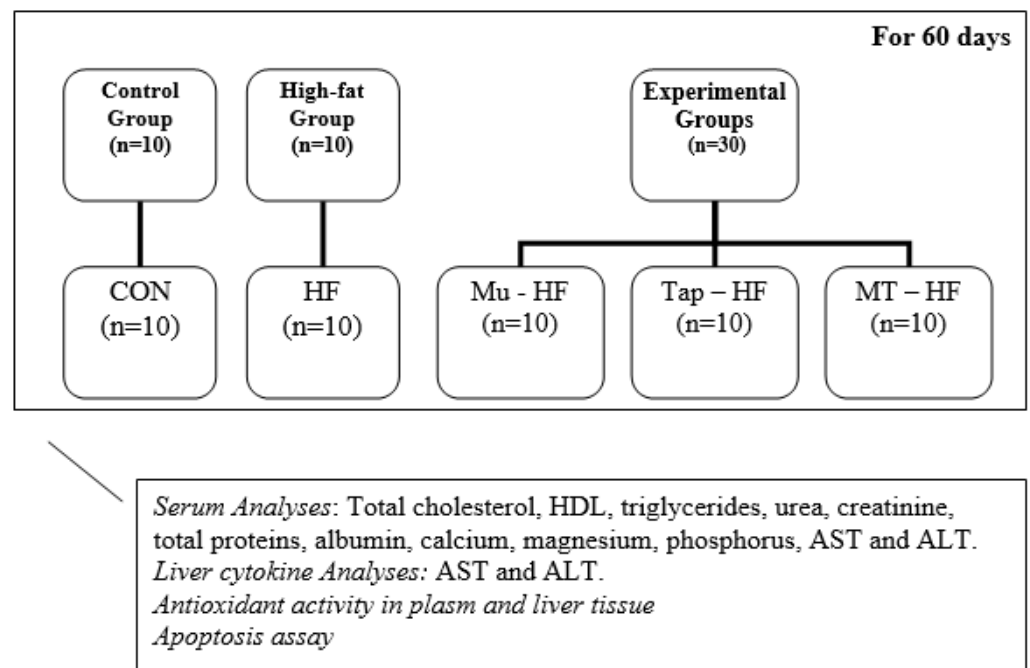 For 60 days
Control
Group
(n=10)
High-fat
Group
(n=10)
Experimental
Groups
(n=30)
CON
(n=10)
HF
(n=10)
Mu - HF
(n=10)
Tap – HF
(n=10)
MT – HF
(n=10)
Serum Analyses: Total cholesterol, HDL, triglycerides, urea, creatinine,
total proteins, albumin, calcium, magnesium, phosphorus, AST and ALT.
Liver cytokine Analyses: AST and ALT.
Antioxidant activity in plasm and liver tissue
Apoptosis assay